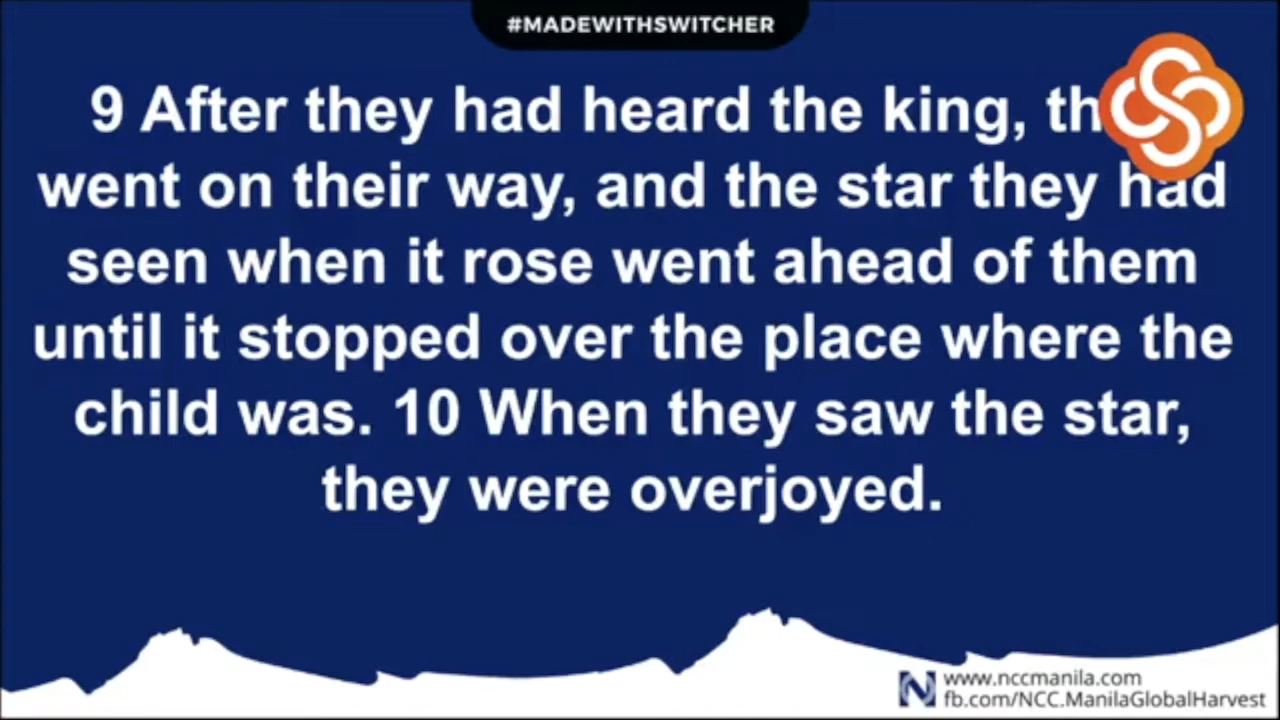 #MADEWITHSWITCHER
9 After they had heard the king,
went on their way, and the star they had
seen when it rose went ahead of them
until it stopped over the place where the
child was. 10 When they saw the star,
they were overjoyed.
www.nccmanila.com
fb.com/NCC.ManilaGlobalHarvest